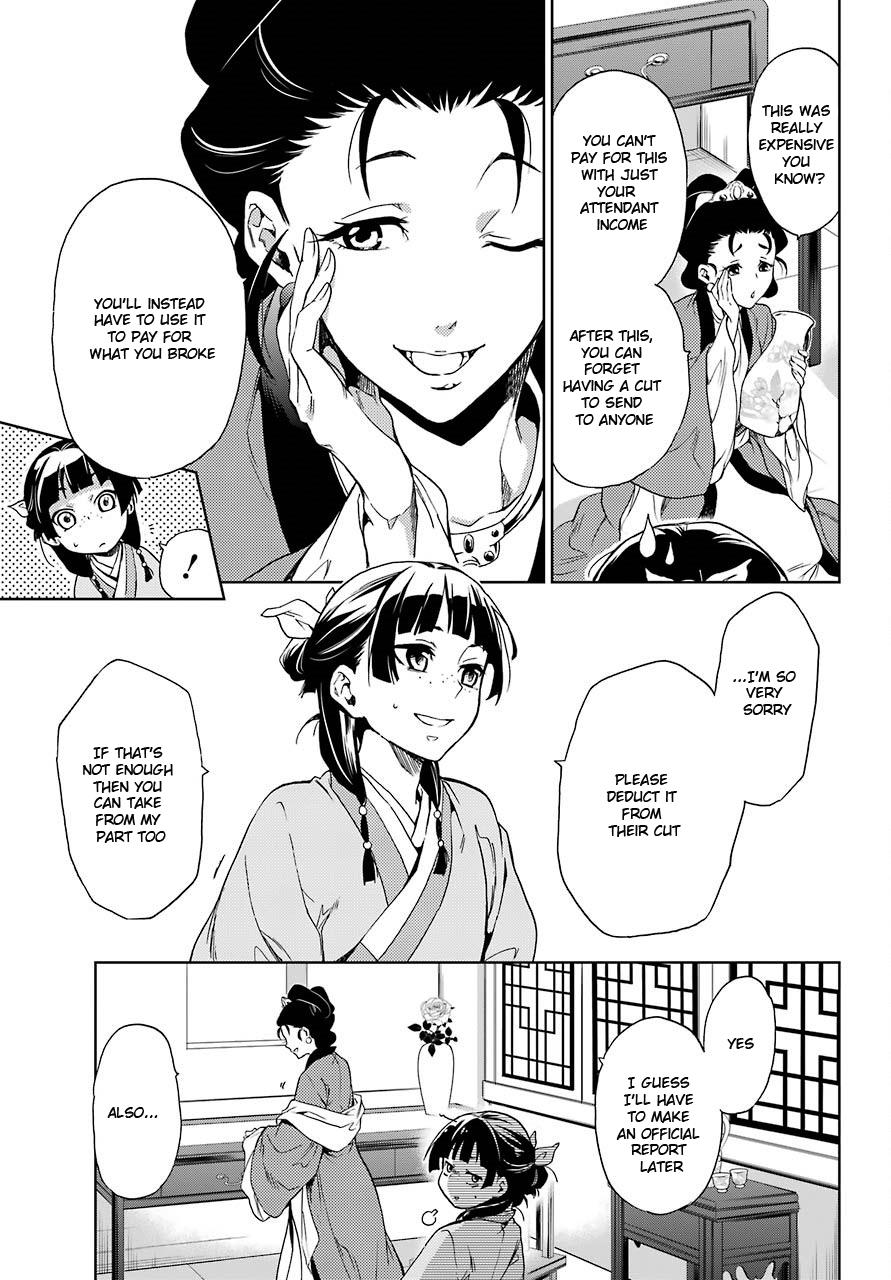 THIS WAS
REALLY
EXPENSIVE
YOU
KNOW?
YOU CAN'T
PAY FOR THIS
WITH JUST
YOUR
ATTENDANT
INCOME
AFTER THIS,
YOU CAN
FORGET
HAVING A CUT
TO SEND
TO ANYONE
YOU'LL INSTEAD
HAVE TO USE IT
TO PAY FOR
WHAT YOU BROKE
!
...I'M SO
VERY
SORRY
PLEASE
DEDUCT IT
FROM
THEIR CUT
IF THAT'S
NOT ENOUGH
THEN YOU
CAN TAKE
FROM MY
PART TOO
YES
I GUESS
I'LL HAVE
TO MAKE
AN OFFICIAL
REPORT
LATER
ALSO...